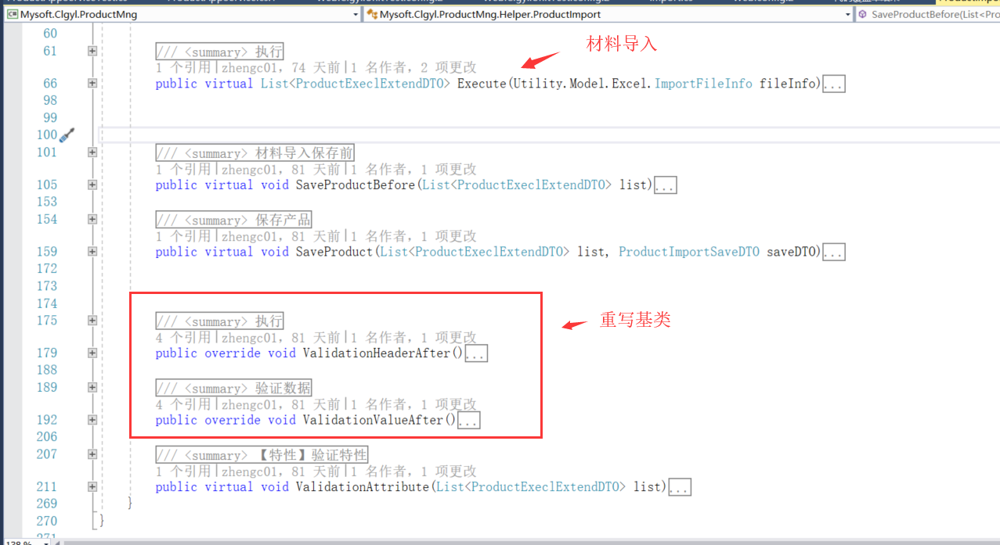 Mysoft.Clgyl.ProductMng
Mysoft.Clgyl.ProductMng.Helper.ProductImport
SaveProductBefore(List<Pro
60
61 /// <summary> 执行
1 个引用|zhengc01，74 天前|1 名作者，2 项更改
66 public virtual List<ProductExeclExtendDTO> Execute(Utility.Model.Excel.ImportFileInfo fileInfo)...
材料导入
98
99
100
101 /// <summary> 材料导入保存前
1 个引用|zhengc01，81 天前|1 名作者，1 项更改
105 public virtual void SaveProductBefore(List<ProductExeclExtendDTO> list)...
153
154 /// <summary> 保存产品
1 个引用|zhengc01，81 天前|1 名作者，1 项更改
159 public virtual void SaveProduct(List<ProductExeclExtendDTO> list, ProductImportSaveDTO saveDTO)...
172
173
174
175 /// <summary> 执行
重写基类
4 个引用|zhengc01，81 天前|1 名作者，1 项更改
179 public override void ValidationHeaderAfter()...
188
189 /// <summary> 验证数据
4 个引用|zhengc01，81 天前|1 名作者，1 项更改
192 public override void ValidationValueAfter()...
206
207 /// <summary> 【特性】验证特性
1 个引用|zhengc01，81 天前|1 名作者，1 项更改
211 public virtual void ValidationAttribute(List<ProductExeclExtendDTO> list)...
269 }
270 }
271
138 %